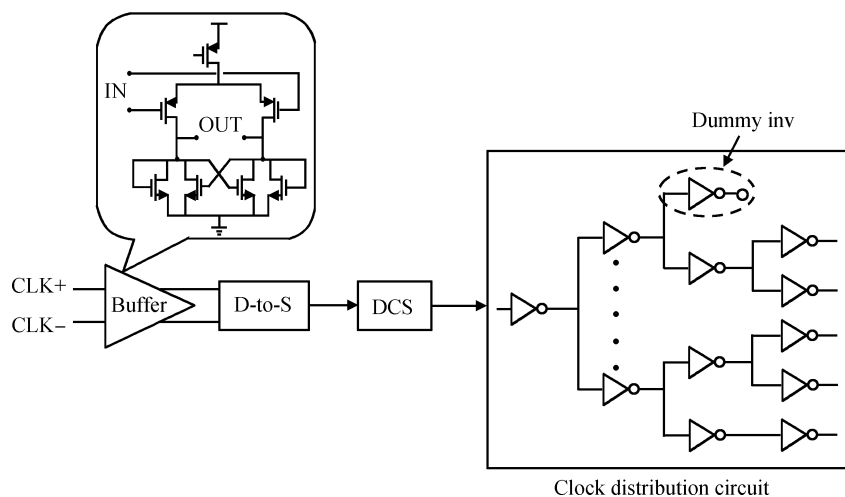 IN
OUT
Dummy inv
CLK+
CLK−
Buffer
D-to-S
DCS
Clock distribution circuit